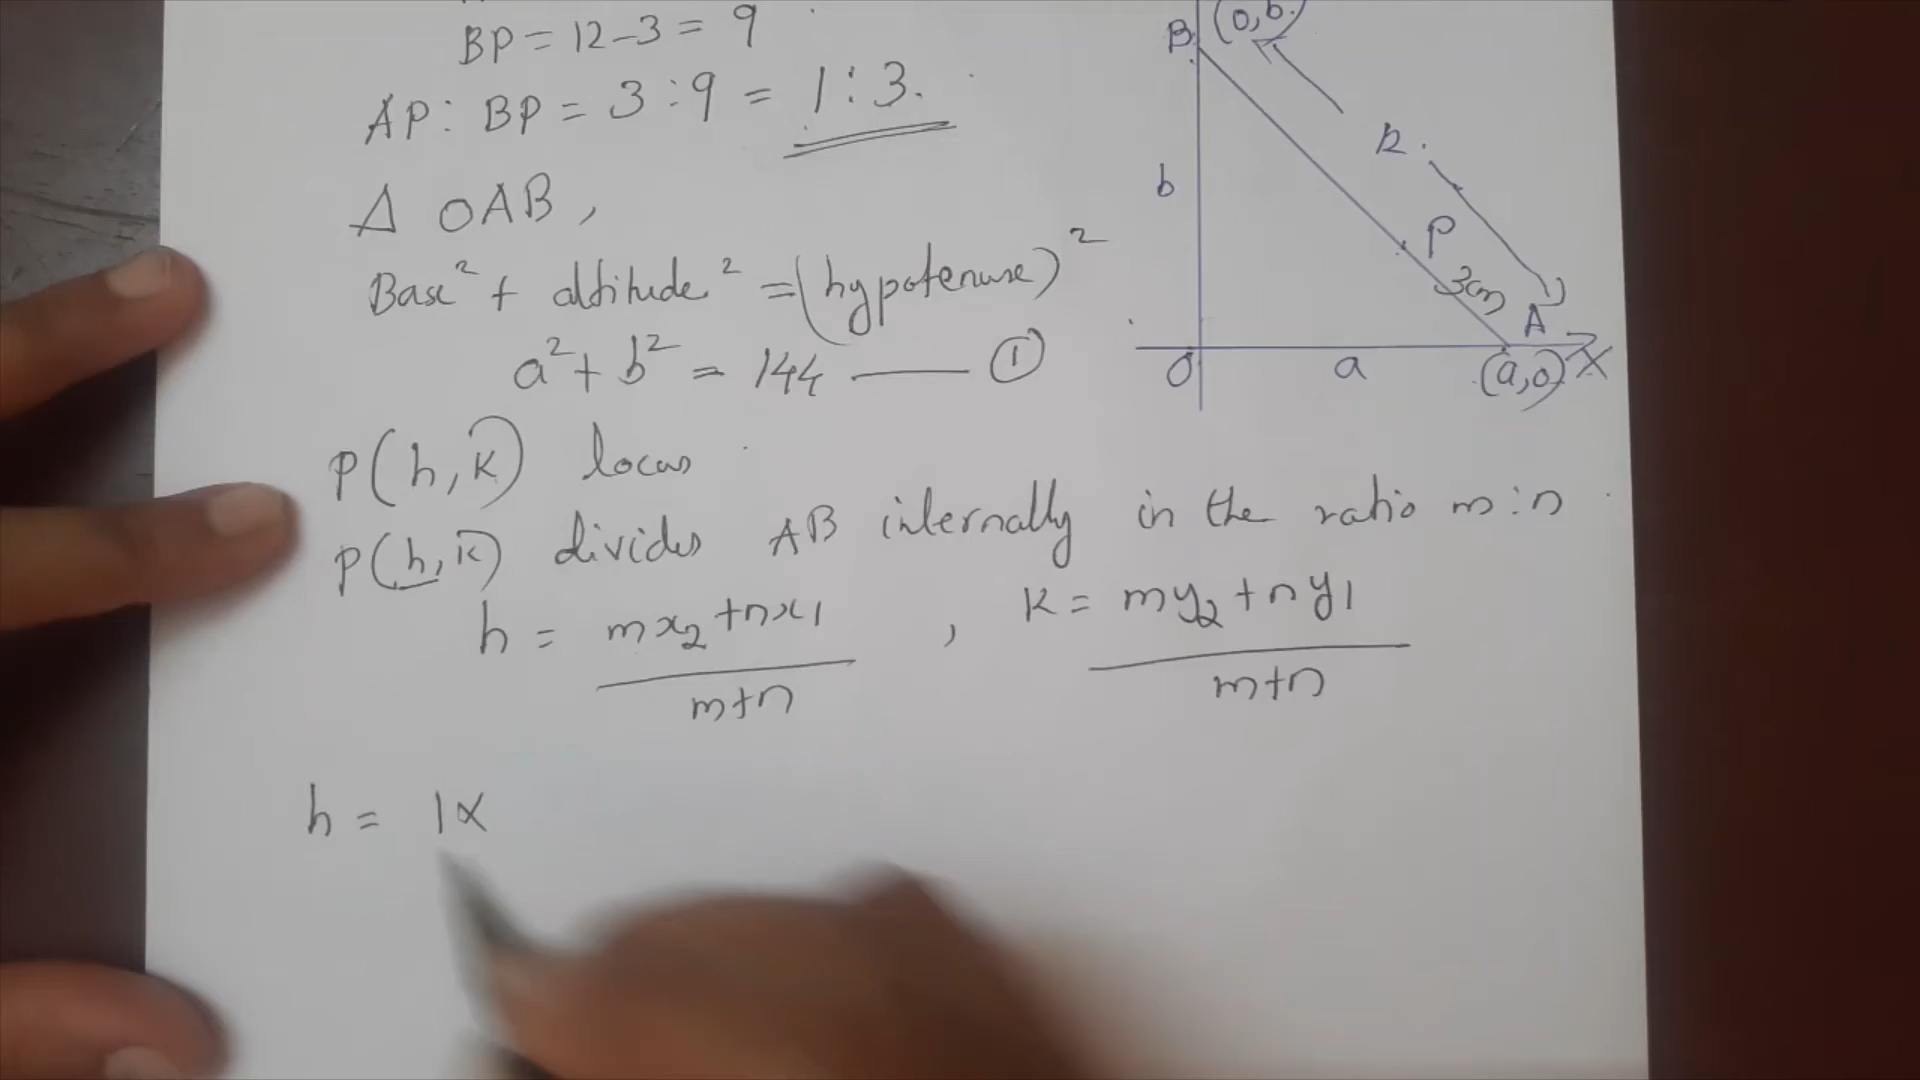 BP = 12-3 = 9
AP : BP = 3 : 9 = 1 : 3.
Δ OAB,
Base² + altitude² = (hypotenuse)²
a² + b² = 144 —— ①
P(h, k) locus
P(h, k) divides AB internally in the ratio m : n
h = mx₂ + nx₁ / m+n , k = my₂ + ny₁ / m+n
h = 1×
B (0, b)
b
P
3cm
A
O
a
(a, 0)
X